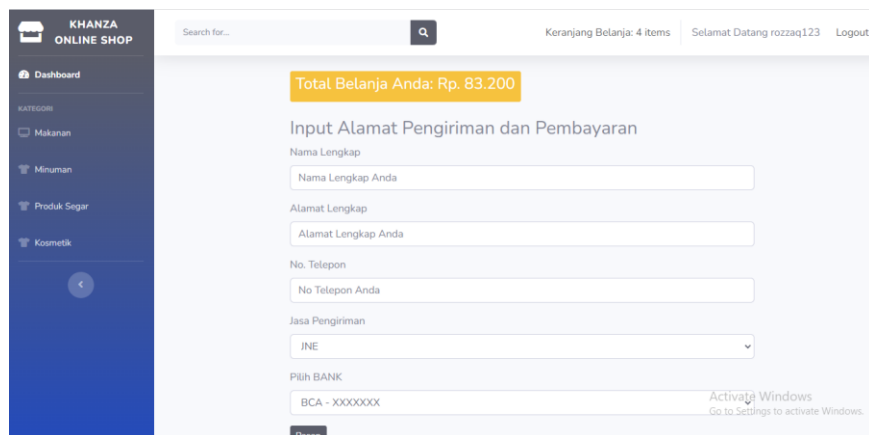 KHANZA
ONLINE SHOP
Dashboard
KATEGORI
Makanan
Minuman
Produk Segar
Kosmetik
Search for...
Keranjang Belanja: 4 items
Selamat Datang rozzaq123
Logout
Total Belanja Anda: Rp. 83.200
Input Alamat Pengiriman dan Pembayaran
Nama Lengkap
Nama Lengkap Anda
Alamat Lengkap
Alamat Lengkap Anda
No. Telepon
No Telepon Anda
Jasa Pengiriman
JNE
Pilih BANK
BCA - XXXXXXX
Activate Windows
Go to Settings to activate Windows.